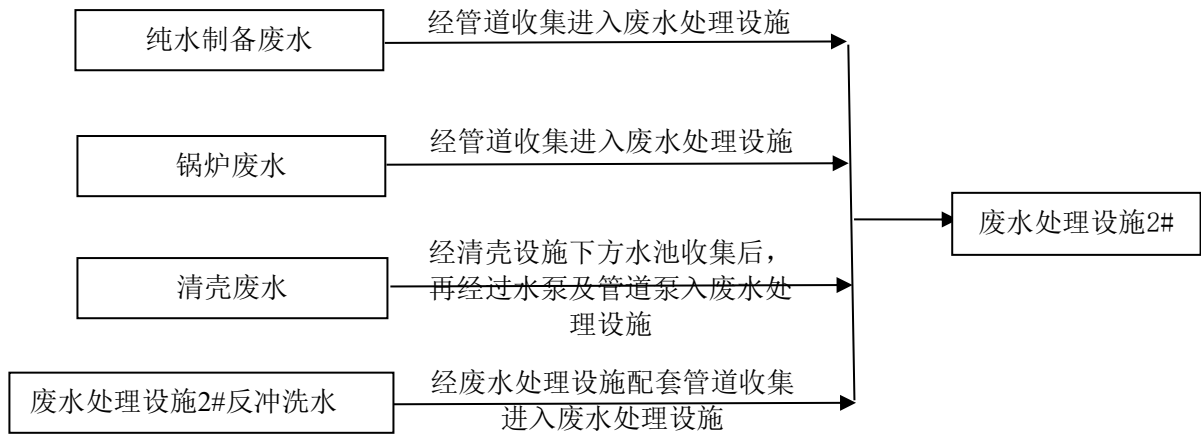 纯水制备废水
经管道收集进入废水处理设施
锅炉废水
经管道收集进入废水处理设施
清壳废水
经清壳设施下方水池收集后，
再经过水泵及管道泵入废水处
理设施
废水处理设施2#反冲洗水
经废水处理设施配套管道收集
进入废水处理设施
废水处理设施2#